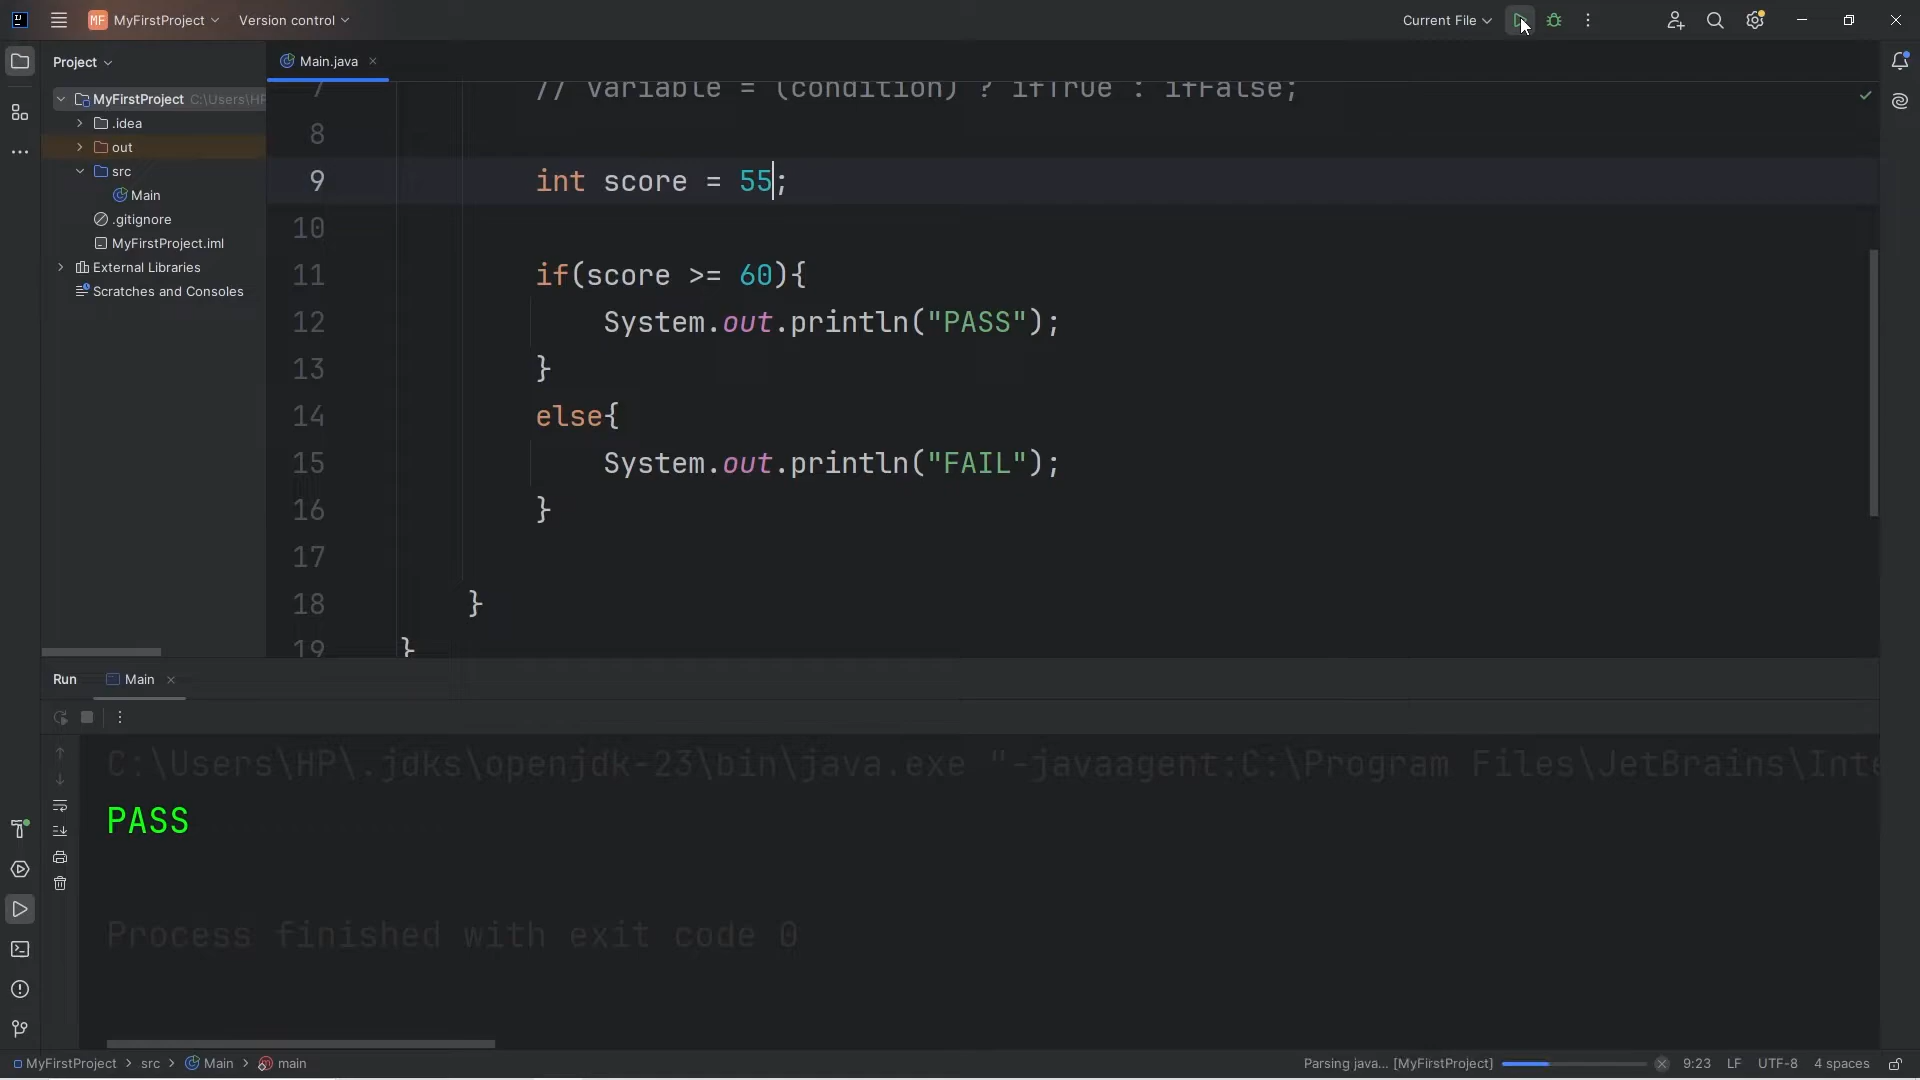 MF MyFirstProject Version control Current File
Project
Main.java
MyFirstProject C:\Users\HP
.idea
out
src
Main
.gitignore
MyFirstProject.iml
External Libraries
Scratches and Consoles
7 // variable = (condition) ? ifTrue : ifFalse;
8
9 int score = 55;
10
11 if(score >= 60){
12 System.out.println("PASS");
13 }
14 else{
15 System.out.println("FAIL");
16 }
17
18 }
19 }
Run Main
C:\Users\HP\.jdks\openjdk-23\bin\java.exe "-javaagent:C:\Program Files\JetBrains\Inte
PASS
Process finished with exit code 0
MyFirstProject > src > Main > main Parsing java... [MyFirstProject] 9:23 LF UTF-8 4 spaces